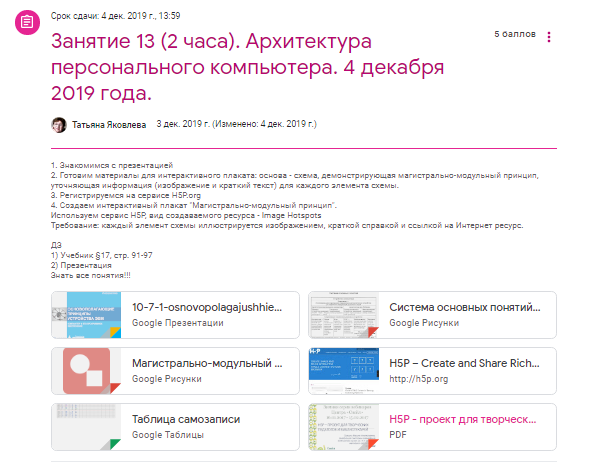 Срок сдачи: 4 дек. 2019 г., 13:59
Занятие 13 (2 часа). Архитектура
персонального компьютера. 4 декабря
2019 года.
5 баллов
Татьяна Яковлева 3 дек. 2019 г. (Изменено: 4 дек. 2019 г.)
1. Знакомимся с презентацией
2. Готовим материалы для интерактивного плаката: основа - схема, демонстрирующая магистрально-модульный принцип,
уточняющая информация (изображение и краткий текст) для каждого элемента схемы.
3. Регистрируемся на сервисе H5P.org
4. Создаем интерактивный плакат "Магистрально-модульный принцип".
Используем сервис H5P, вид создаваемого ресурса - Image Hotspots
Требование: каждый элемент схемы иллюстрируется изображением, краткой справкой и ссылкой на Интернет ресурс.
ДЗ
1) Учебник §17, стр. 91-97
2) Презентация
Знать все понятия!!!
10-7-1-osnovopolagajushhie...
Google Презентации
Система основных понятий...
Google Рисунки
Магистрально-модульный ...
Google Рисунки
H5P
H5P – Create and Share Rich...
http://h5p.org
Таблица самозаписи
Google Таблицы
H5P - проект для творческ...
PDF